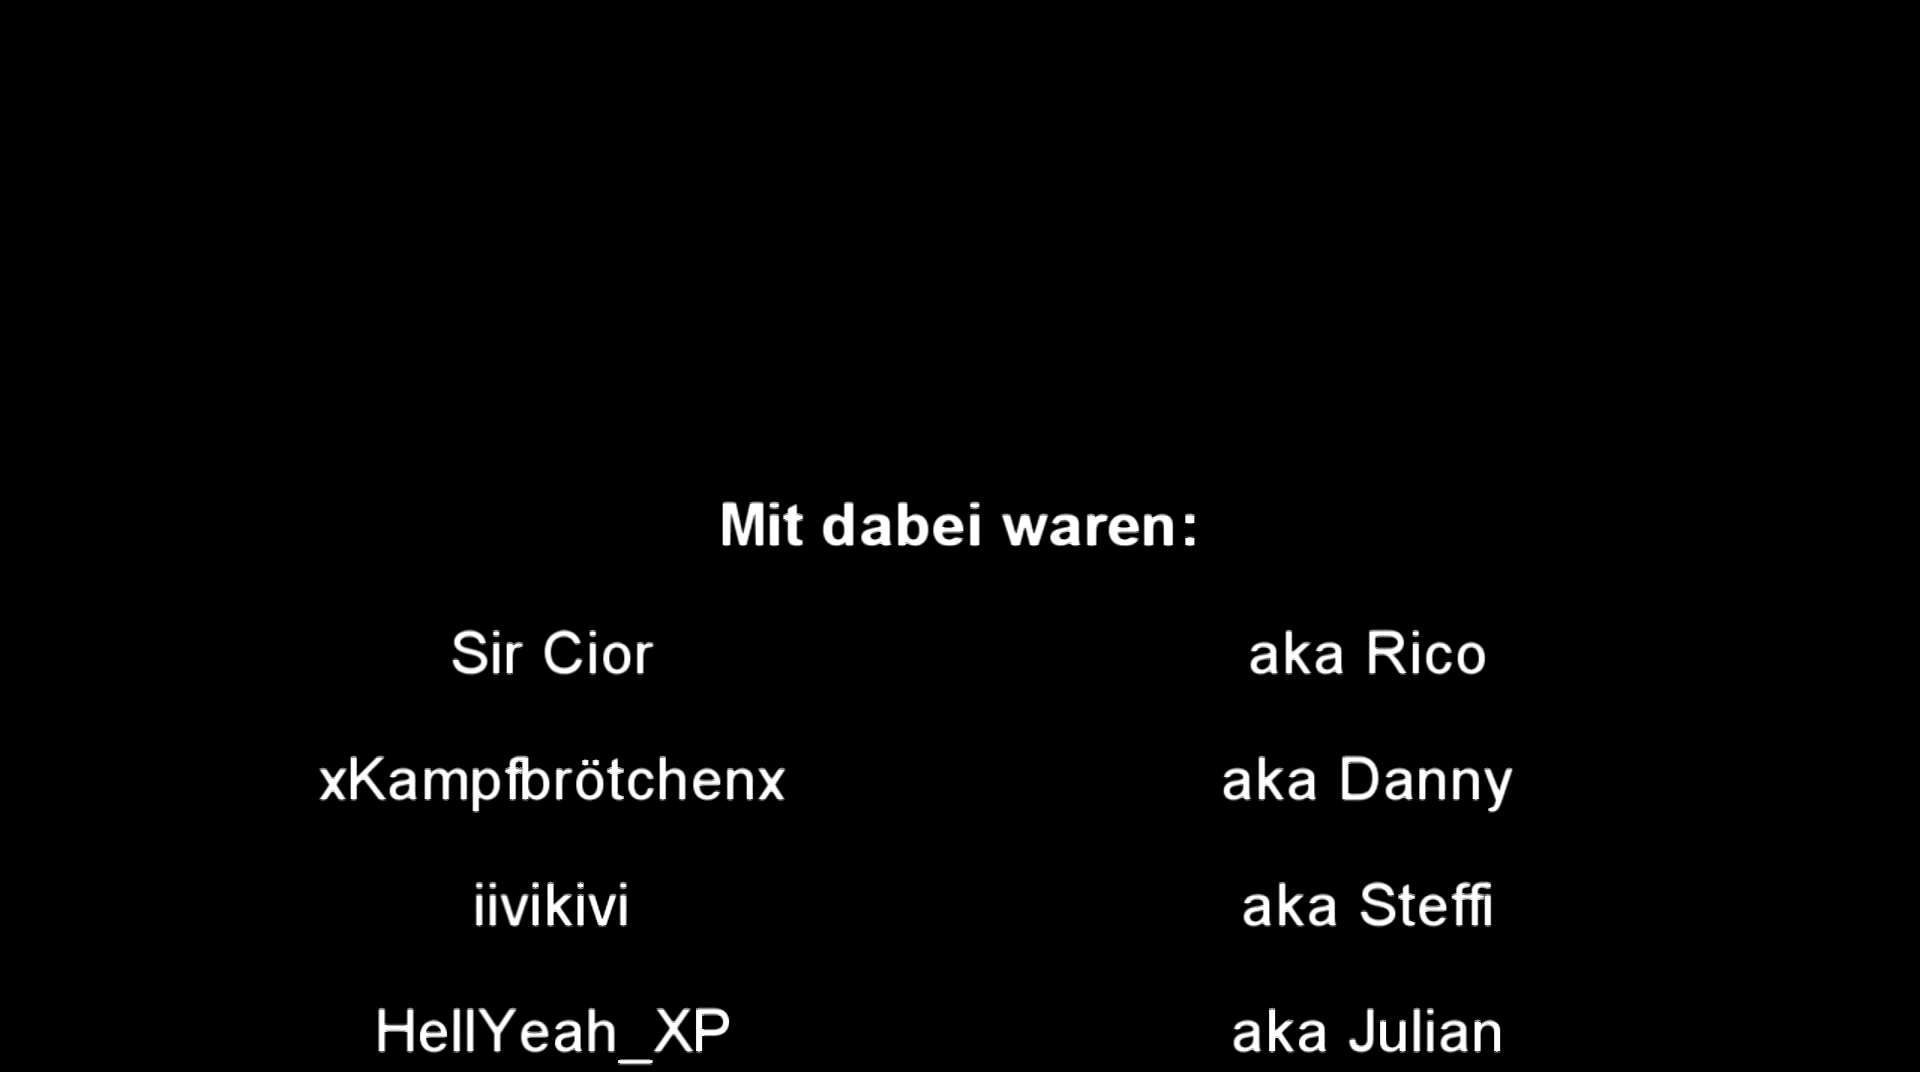 Mit dabei waren:
Sir Cior aka Rico
xKampfbrötchenx aka Danny
iivikivi aka Steffi
HellYeah_XP aka Julian